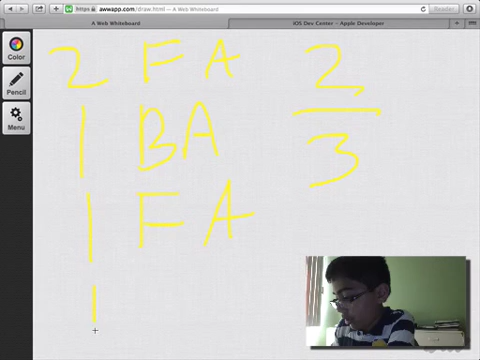 awwapp.com/draw.html — A Web Whiteboard
https
Reader
A Web Whiteboard
iOS Dev Center - Apple Developer
Color
Pencil
Menu
2 FA
1 BA
1 FA
1
2
3